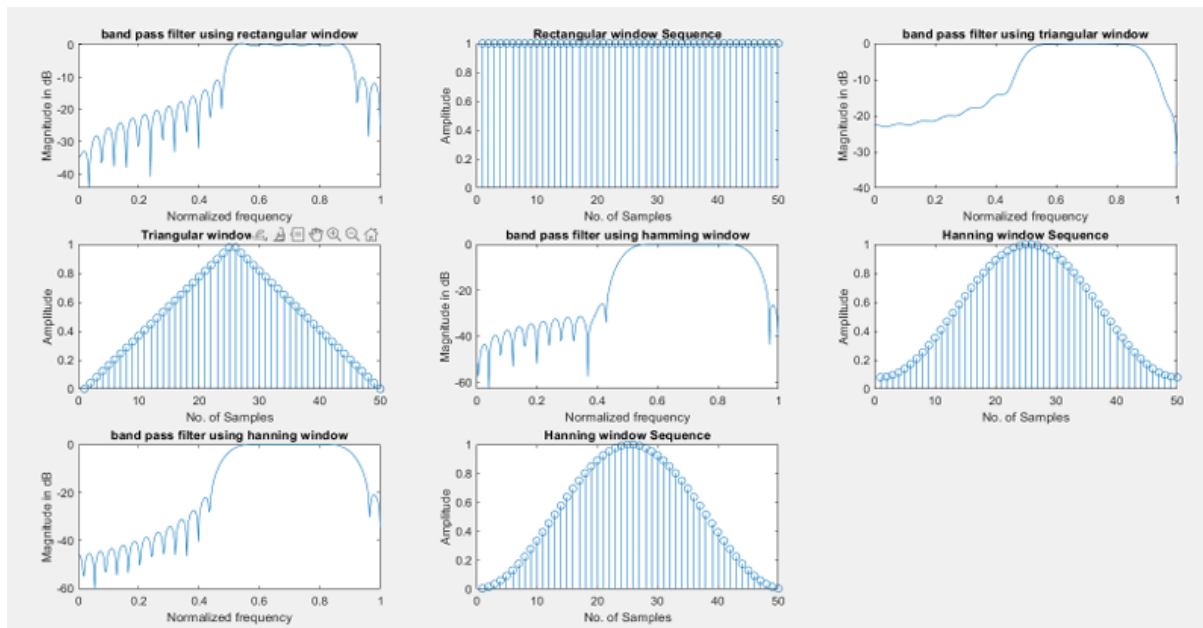 band pass filter using rectangular window
Magnitude in dB
0
-10
-20
-30
-40
0 0.2 0.4 0.6 0.8 1
Normalized frequency
Rectangular window Sequence
Amplitude
1
0.8
0.6
0.4
0.2
0
0 10 20 30 40 50
No. of Samples
band pass filter using triangular window
Magnitude in dB
0
-10
-20
-30
-40
0 0.2 0.4 0.6 0.8 1
Normalized frequency
Triangular window
Amplitude
1
0.8
0.6
0.4
0.2
0
0 10 20 30 40 50
No. of Samples
band pass filter using hamming window
Magnitude in dB
0
-20
-40
-60
0 0.2 0.4 0.6 0.8 1
Normalized frequency
Hanning window Sequence
Amplitude
1
0.8
0.6
0.4
0.2
0
0 10 20 30 40 50
No. of Samples
band pass filter using hanning window
Magnitude in dB
0
-20
-40
-60
0 0.2 0.4 0.6 0.8 1
Normalized frequency
Hanning window Sequence
Amplitude
1
0.8
0.6
0.4
0.2
0
0 10 20 30 40 50
No. of Samples